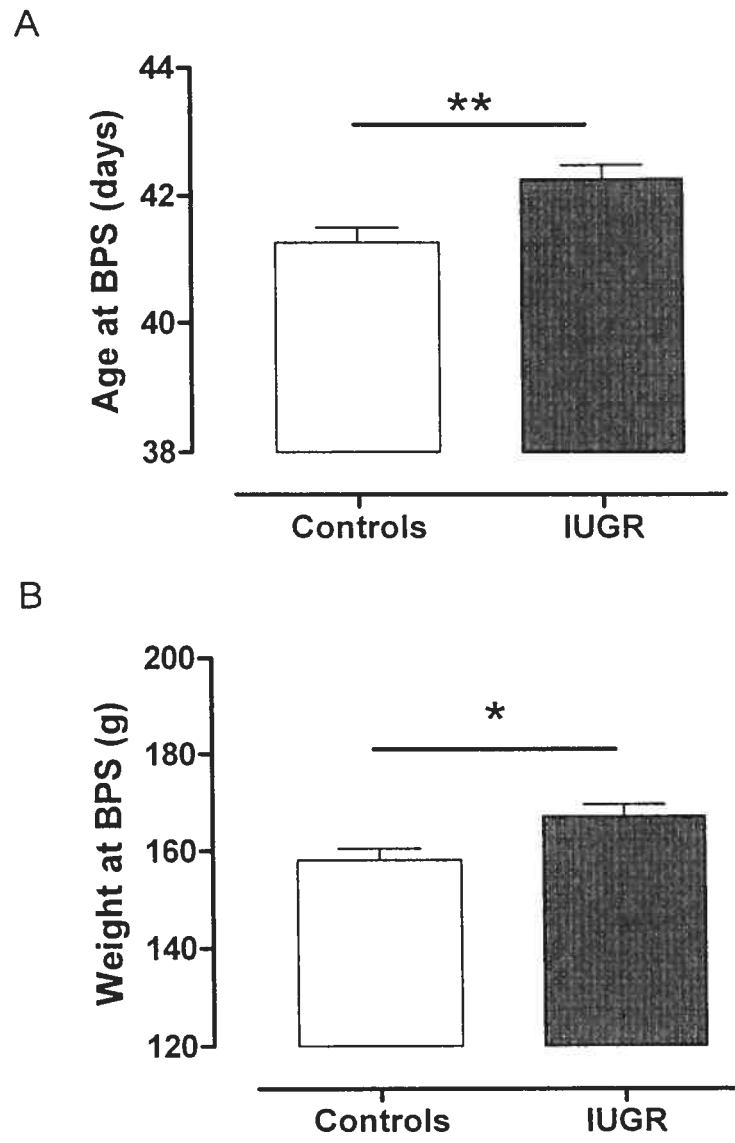 A
Age at BPS (days)
44
42
40
38
**
Controls IUGR
B
Weight at BPS (g)
200
180
160
140
120
*
Controls IUGR